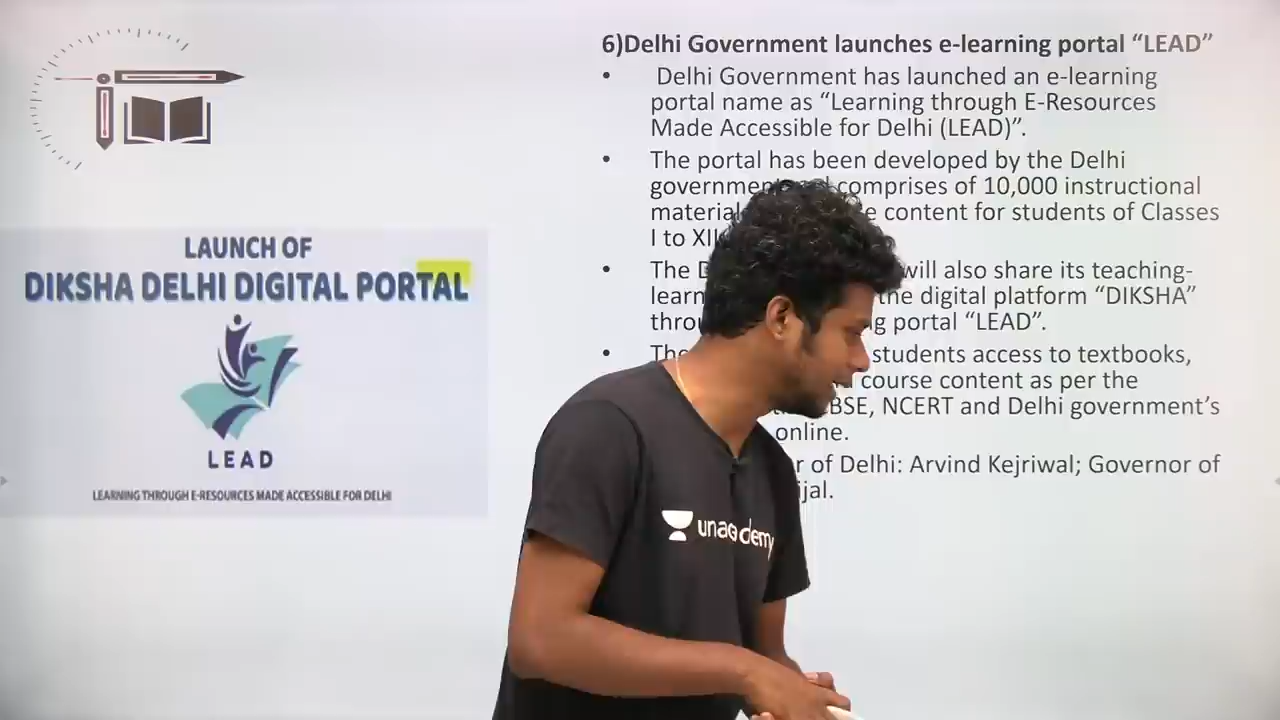 6)Delhi Government launches e-learning portal “LEAD”
• Delhi Government has launched an e-learning
portal name as “Learning through E-Resources
Made Accessible for Delhi (LEAD)”.
• The portal has been developed by the Delhi
government comprises of 10,000 instructional
content for students of Classes
I to XII
• The will also share its teaching-
the digital platform “DIKSHA”
portal “LEAD”.
• students access to textbooks,
course content as per the
CBSE, NCERT and Delhi government’s
online.
of Delhi: Arvind Kejriwal; Governor of
LAUNCH OF
DIKSHA DELHI DIGITAL PORTAL
LEAD
LEARNING THROUGH E-RESOURCES MADE ACCESSIBLE FOR DELHI
unacademy